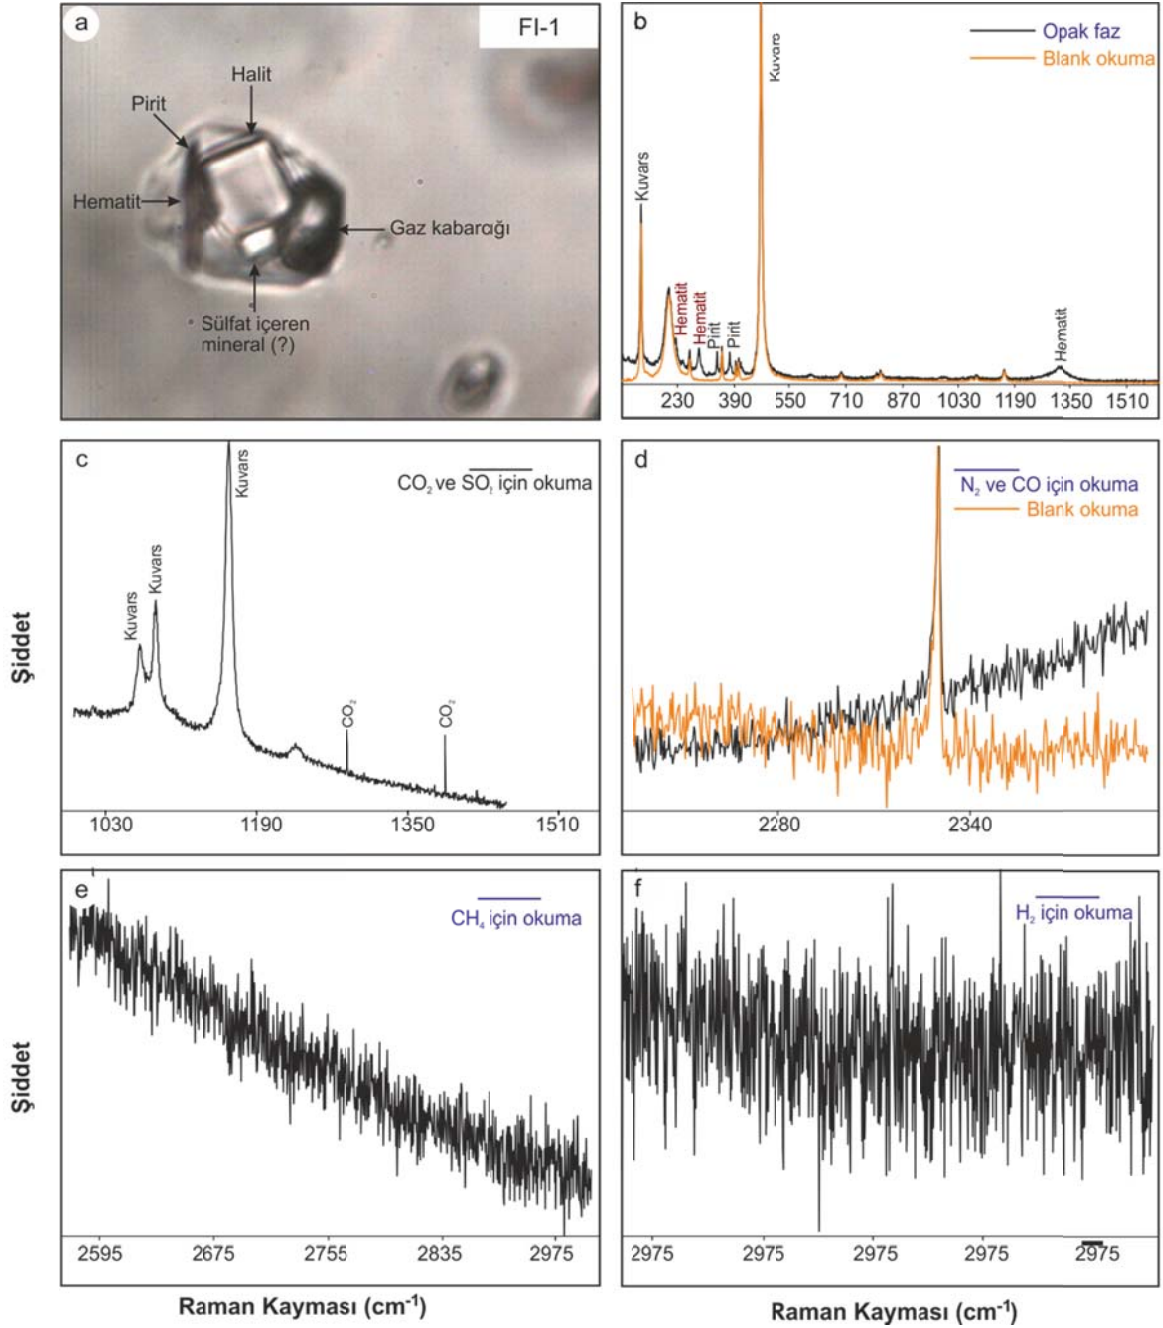 a
FI-1
Halit
Pirit
Hematit
Gaz kabarcığı
Sülfat içeren
mineral (?)
b
Opak faz
Blank okuma
Kuvars
Kuvars
Hematit
Hematit
Pirit
Pirit
Hematit
230 390 550 710 870 1030 1190 1350 1510
c
CO₂ ve SO₂ için okuma
Kuvars
Kuvars
Kuvars
CO₂
CO₂
1030 1190 1350 1510
d
N₂ ve CO için okuma
Blank okuma
2280 2340
Şiddet
e
CH₄ için okuma
2595 2675 2755 2835 2975
f
H₂ için okuma
2975 2975 2975 2975 2975
Şiddet
Raman Kayması (cm⁻¹)
Raman Kayması (cm⁻¹)